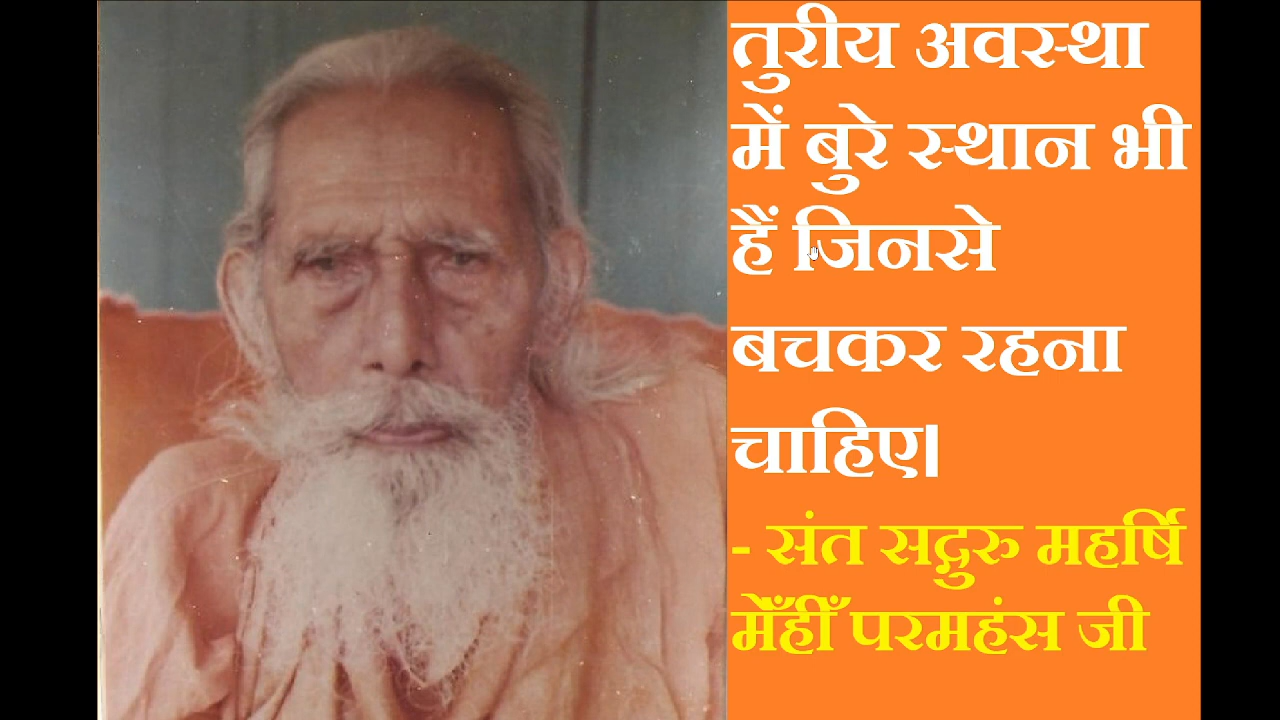 तुरीय अवस्था
में बुरे स्थान भी
हैं जिनसे
बचकर रहना
चाहिए।
- संत सद्गुरु महर्षि
मेँहीँ परमहंस जी